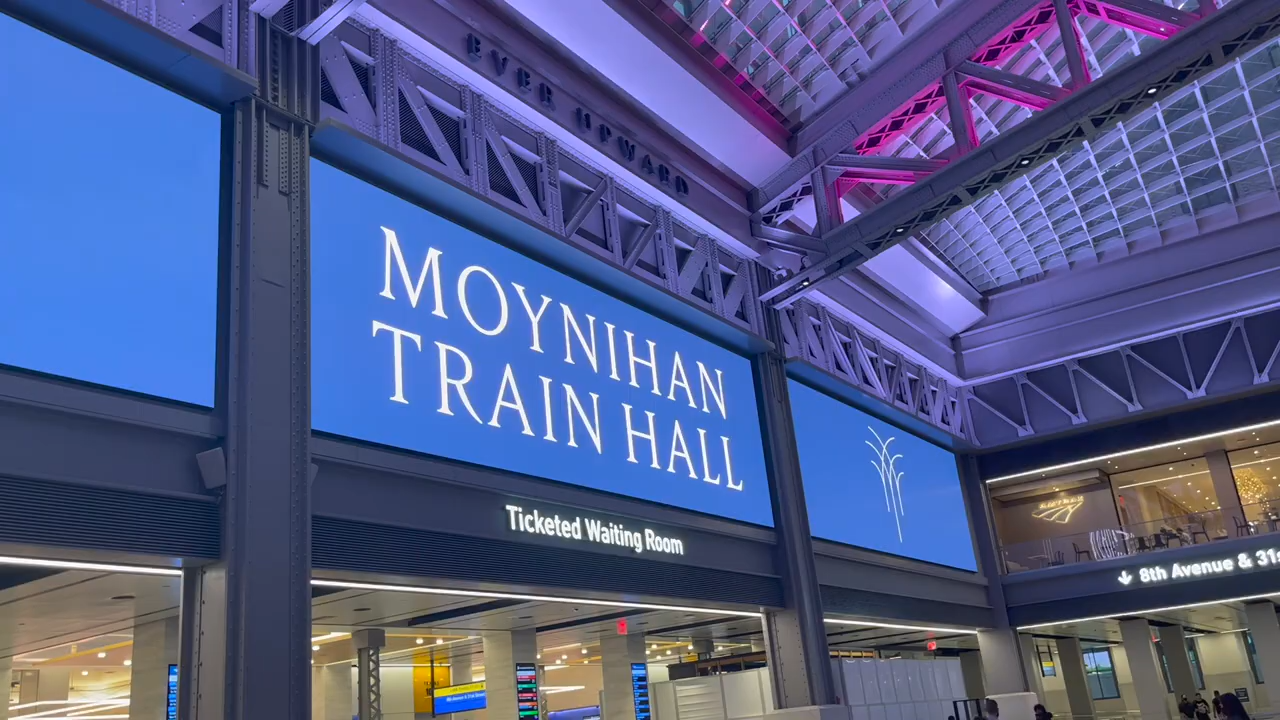 EVER UPWARD
MOYNIHAN
TRAIN HALL
Ticketed Waiting Room
↓ 8th Avenue & 31s